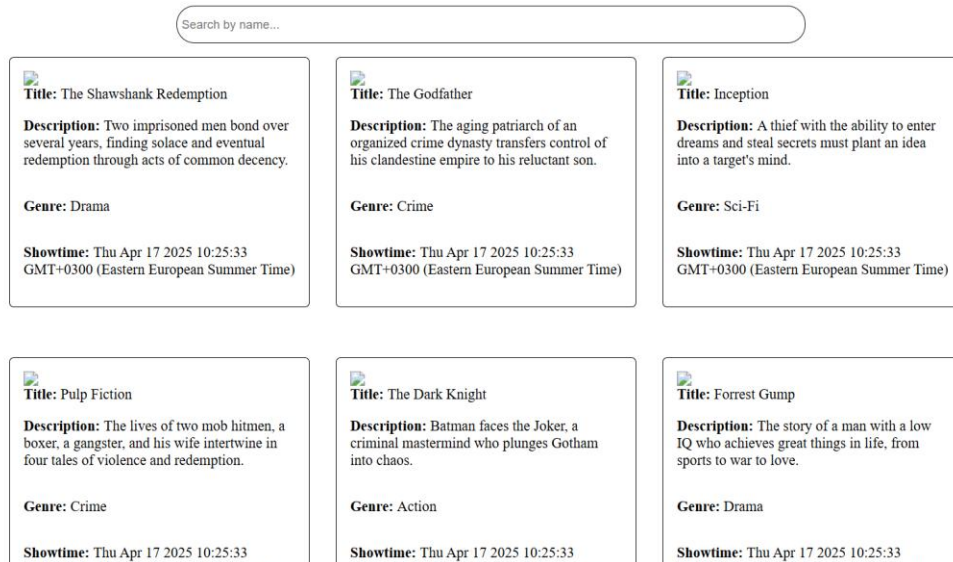 Search by name...
Title: The Shawshank Redemption
Description: Two imprisoned men bond over
several years, finding solace and eventual
redemption through acts of common decency.
Genre: Drama
Showtime: Thu Apr 17 2025 10:25:33
GMT+0300 (Eastern European Summer Time)
Title: The Godfather
Description: The aging patriarch of an
organized crime dynasty transfers control of
his clandestine empire to his reluctant son.
Genre: Crime
Showtime: Thu Apr 17 2025 10:25:33
GMT+0300 (Eastern European Summer Time)
Title: Inception
Description: A thief with the ability to enter
dreams and steal secrets must plant an idea
into a target's mind.
Genre: Sci-Fi
Showtime: Thu Apr 17 2025 10:25:33
GMT+0300 (Eastern European Summer Time)
Title: Pulp Fiction
Description: The lives of two mob hitmen, a
boxer, a gangster, and his wife intertwine in
four tales of violence and redemption.
Genre: Crime
Showtime: Thu Apr 17 2025 10:25:33
Title: The Dark Knight
Description: Batman faces the Joker, a
criminal mastermind who plunges Gotham
into chaos.
Genre: Action
Showtime: Thu Apr 17 2025 10:25:33
Title: Forrest Gump
Description: The story of a man with a low
IQ who achieves great things in life, from
sports to war to love.
Genre: Drama
Showtime: Thu Apr 17 2025 10:25:33